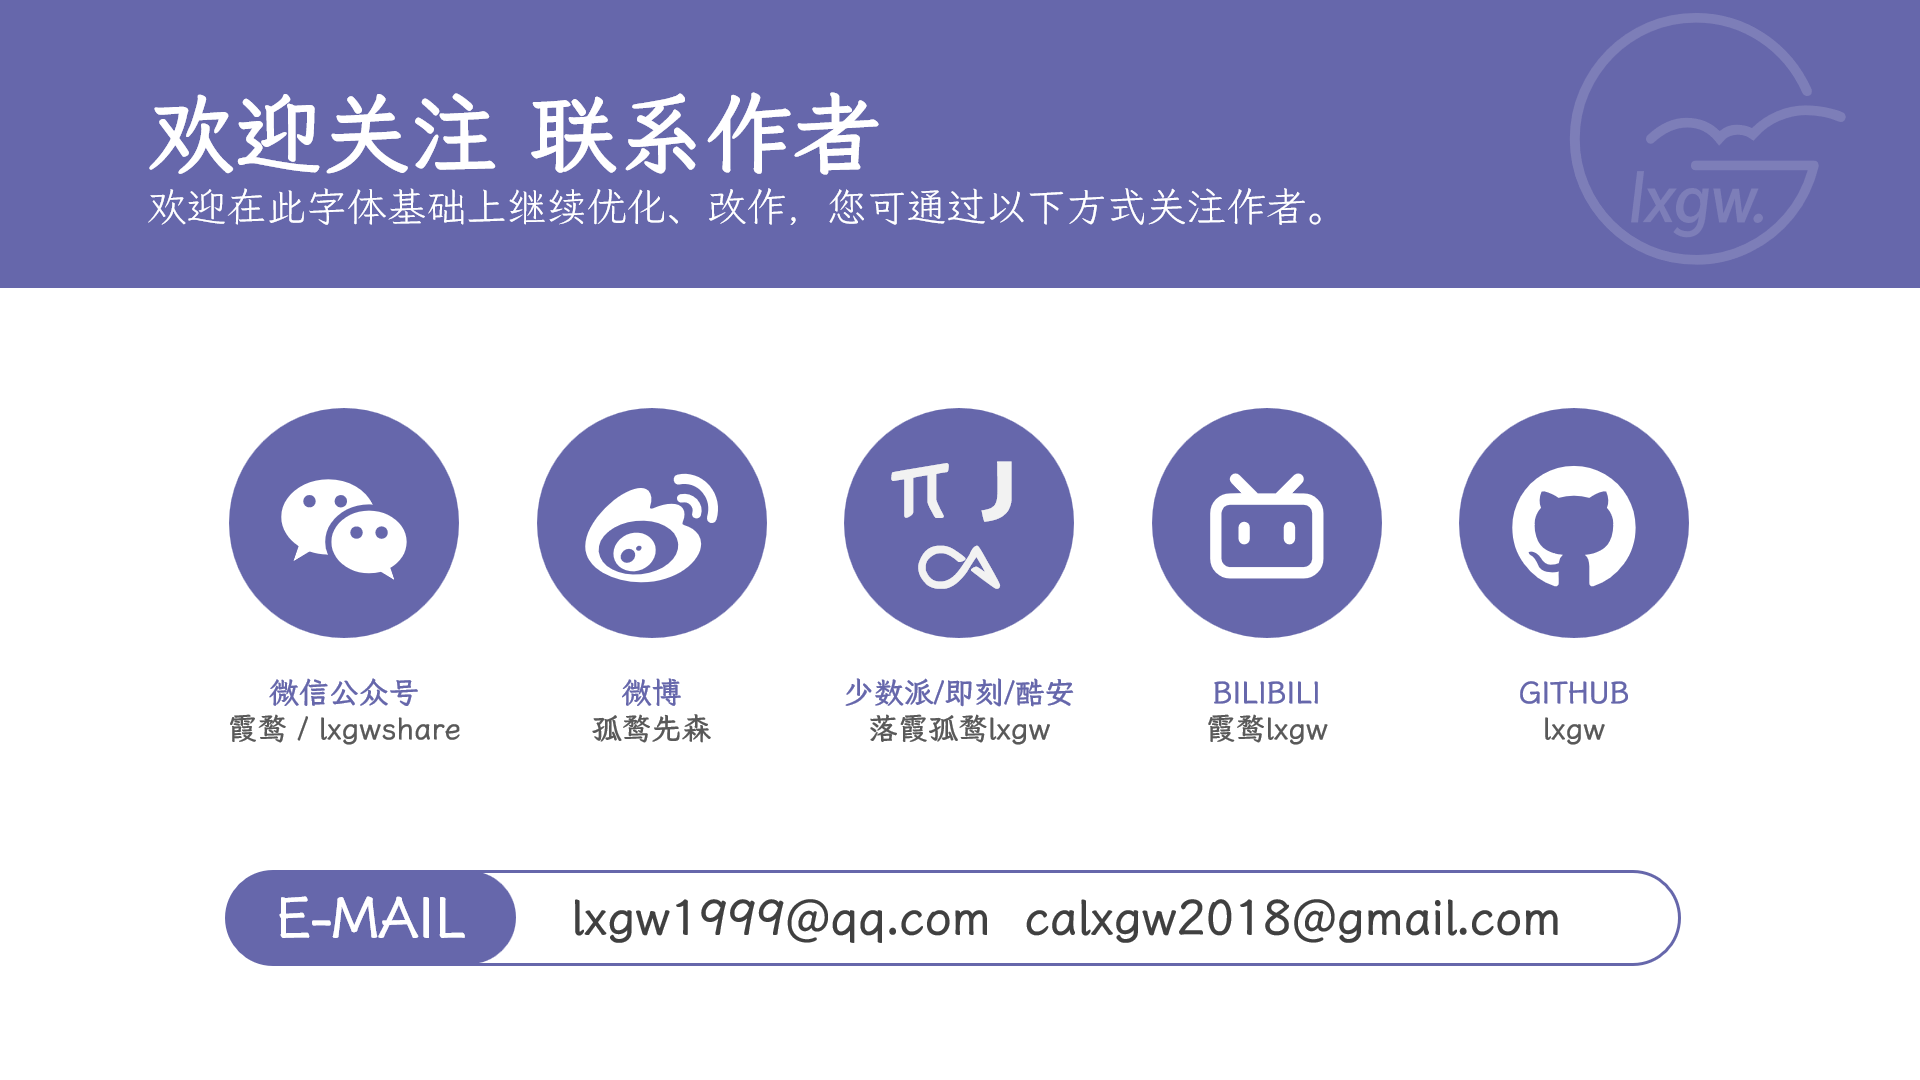 欢迎关注 联系作者
欢迎在此字体基础上继续优化、改作，您可通过以下方式关注作者。
lxgw.
微信公众号
霞鹜 / lxgwshare
微博
孤鹜先森
少数派/即刻/酷安
落霞孤鹜lxgw
BILIBILI
霞鹜lxgw
GITHUB
lxgw
E-MAIL
lxgw1999@qq.com calxgw2018@gmail.com